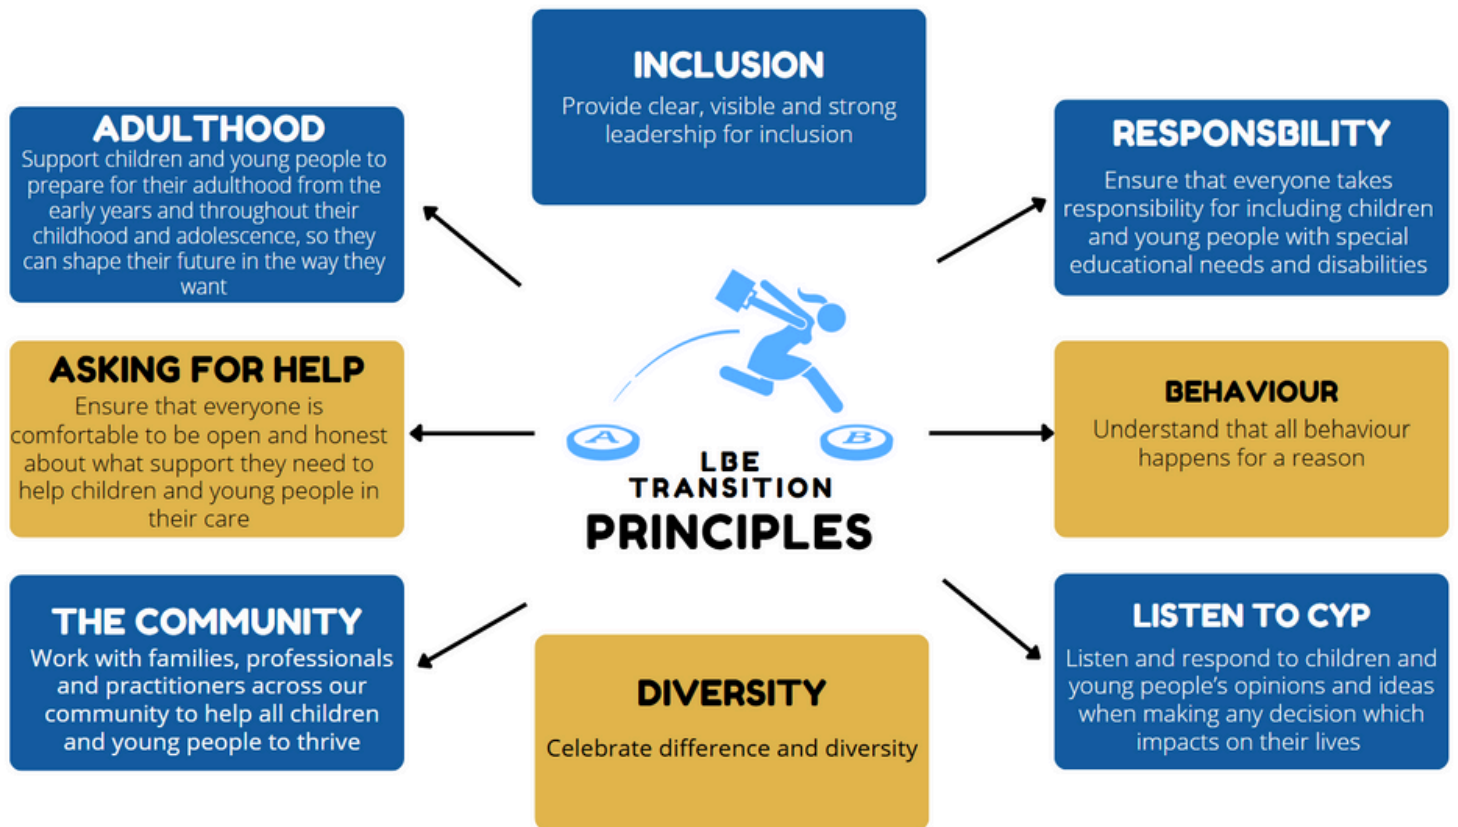 INCLUSION
Provide clear, visible and strong
leadership for inclusion
ADULTHOOD
Support children and young people to
prepare for their adulthood from the
early years and throughout their
childhood and adolescence, so they
can shape their future in the way they
want
RESPONSBILITY
Ensure that everyone takes
responsibility for including children
and young people with special
educational needs and disabilities
ASKING FOR HELP
Ensure that everyone is
comfortable to be open and honest
about what support they need to
help children and young people in
their care
A
B
LBE
TRANSITION
PRINCIPLES
BEHAVIOUR
Understand that all behaviour
happens for a reason
THE COMMUNITY
Work with families, professionals
and practitioners across our
community to help all children
and young people to thrive
DIVERSITY
Celebrate difference and diversity
LISTEN TO CYP
Listen and respond to children and
young people’s opinions and ideas
when making any decision which
impacts on their lives